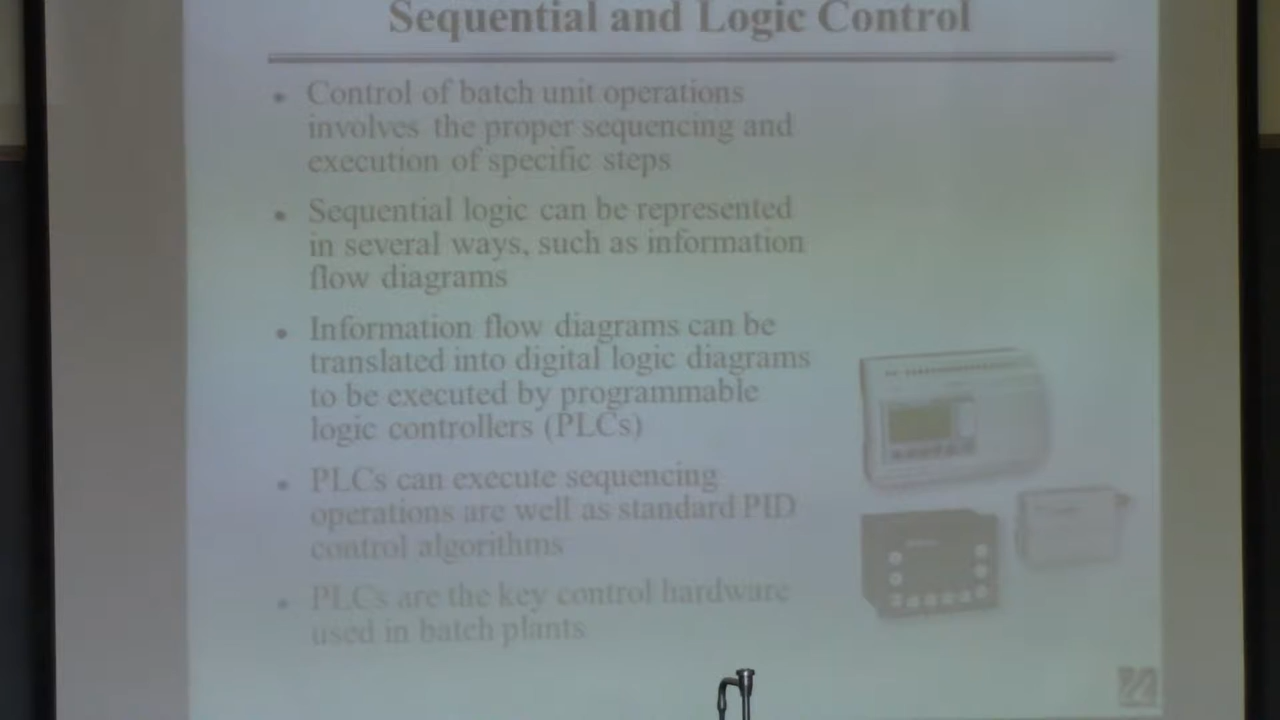 Sequential and Logic Control
• Control of batch unit operations
involves the proper sequencing and
execution of specific steps
• Sequential logic can be represented
in several ways, such as information
flow diagrams
• Information flow diagrams can be
translated into digital logic diagrams
to be executed by programmable
logic controllers (PLCs)
• PLCs can execute sequencing
operations are well as standard PID
control algorithms
• PLCs are the key control hardware
used in batch plants